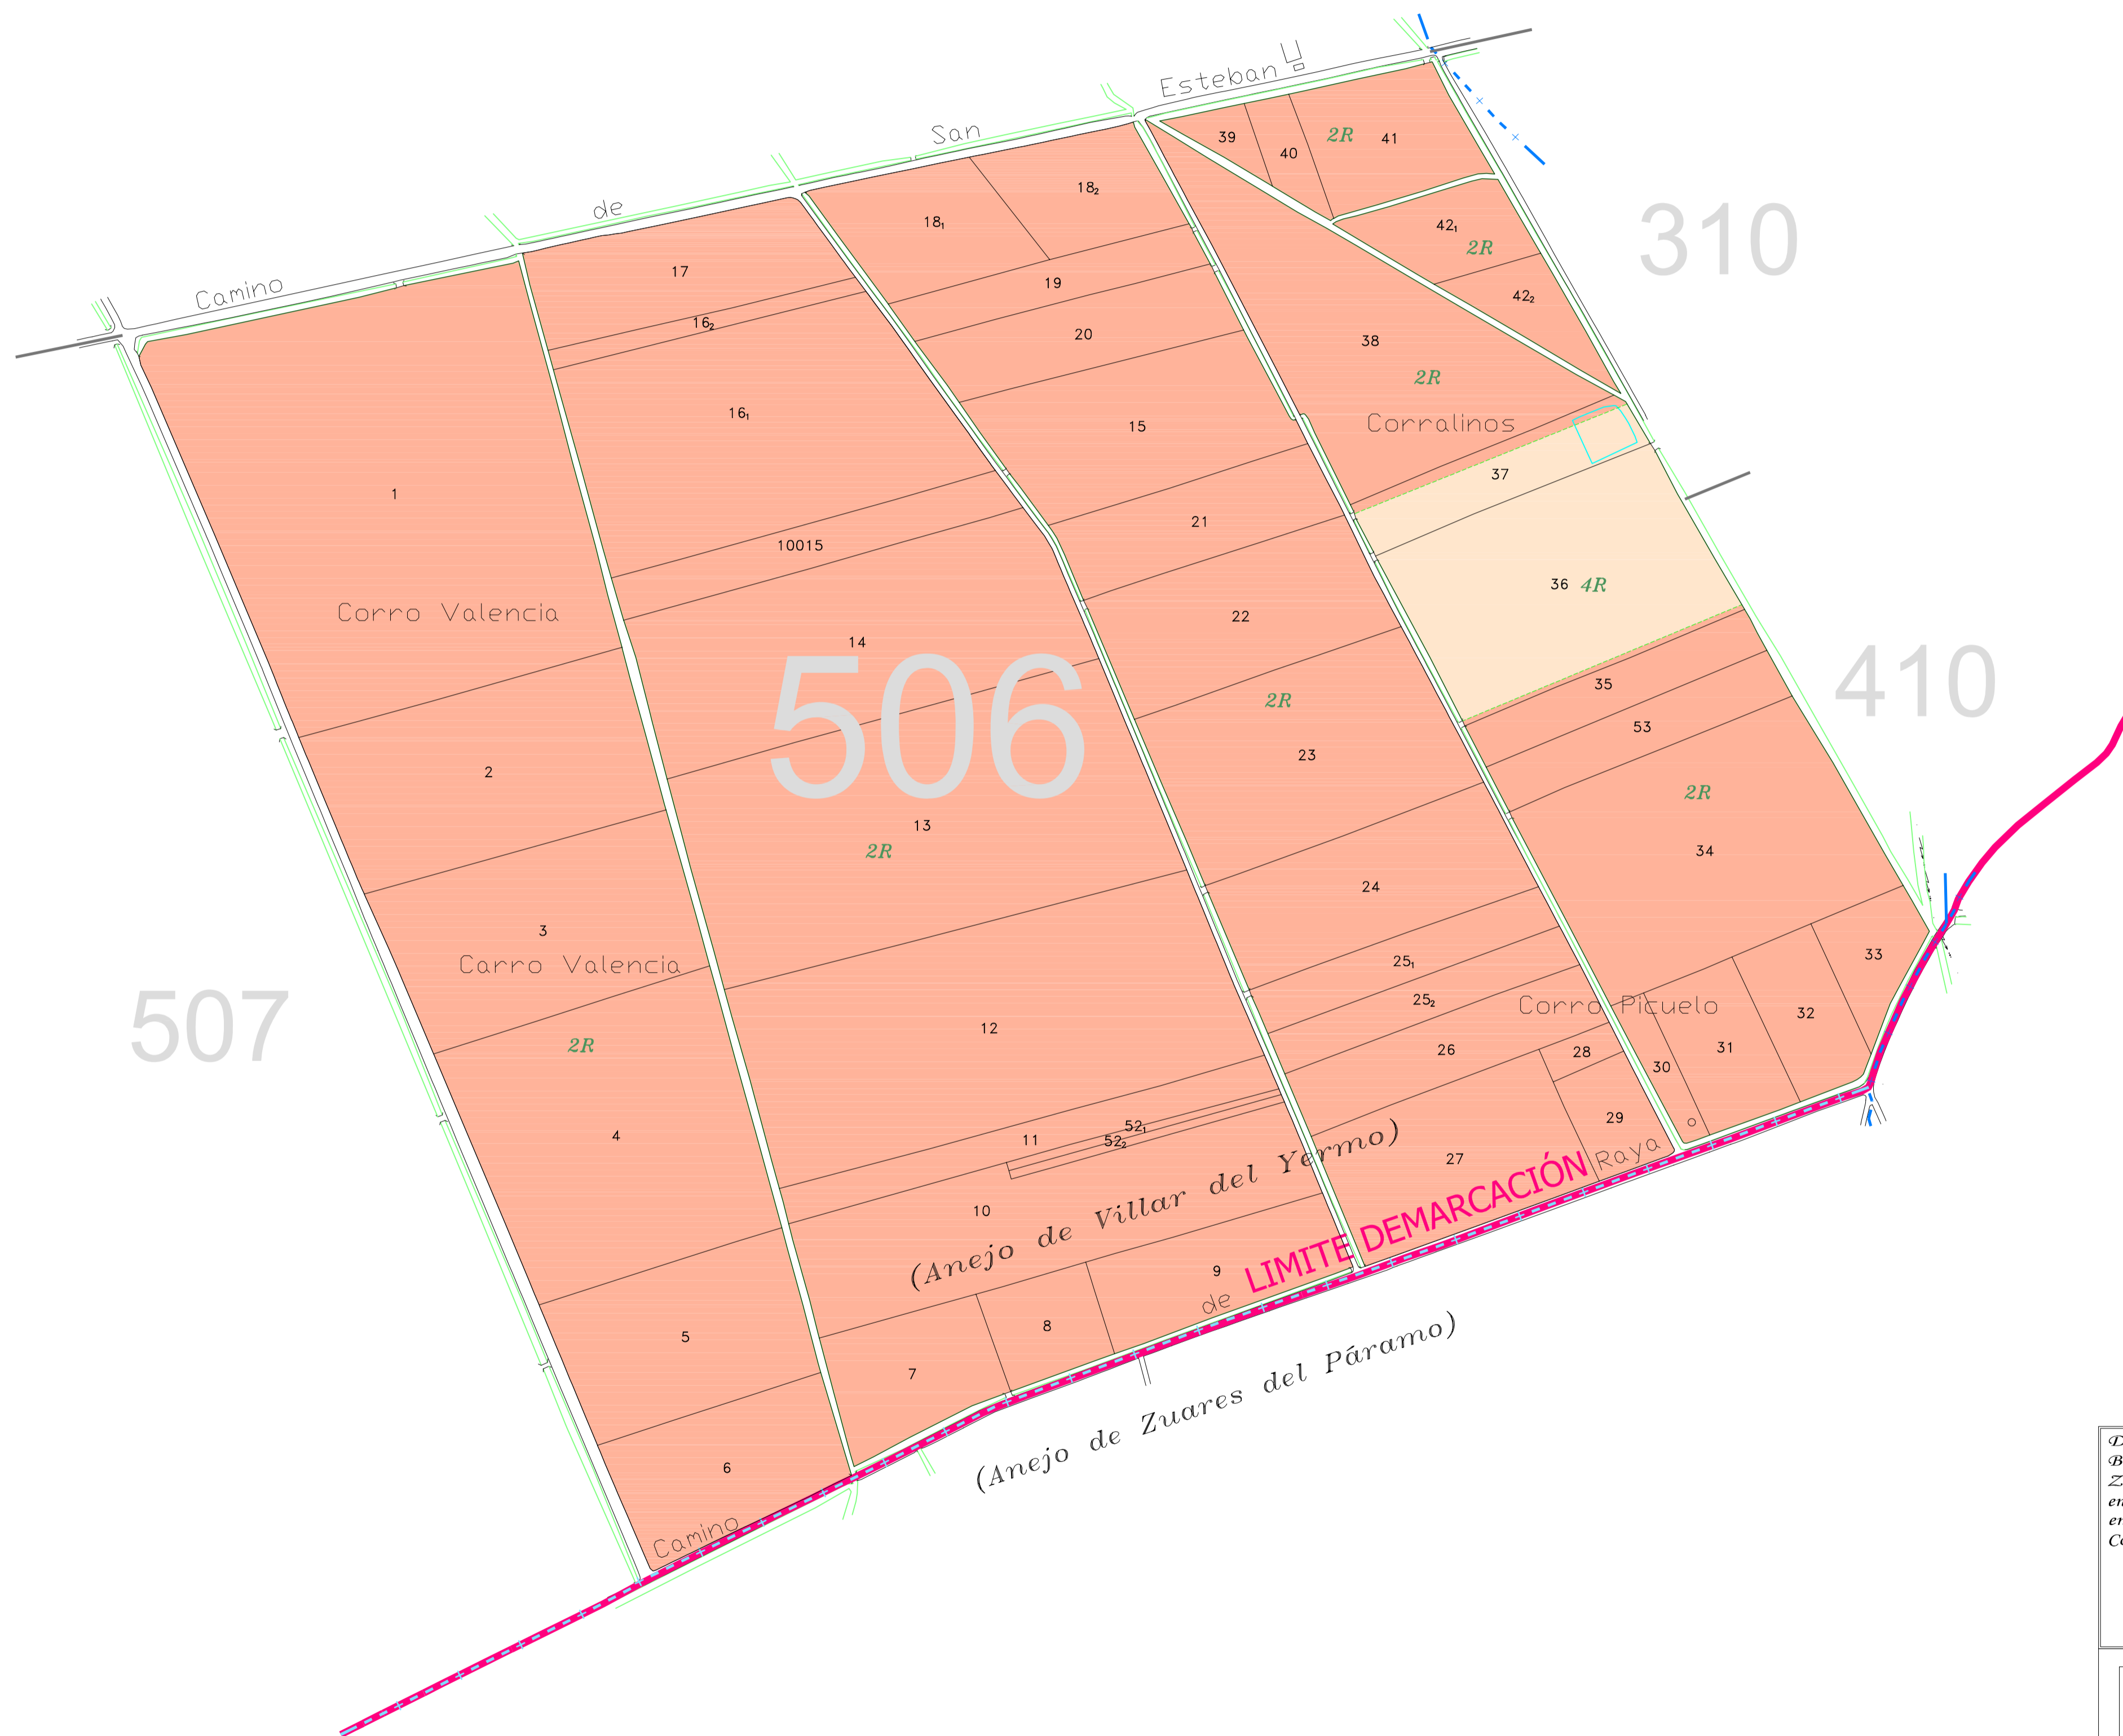 Camino de San Esteban
39
40
2R
41
18₁
18₂
42₁
2R
310
17
19
42₂
16₂
20
38
2R
16₁
15
Corralinos
1
37
10015
21
36 4R
Corro Valencia
22
14
506
2R
35
410
23
53
2
2R
13
2R
34
24
3
Carro Valencia
25₁
33
25₂
Corro Picuelo
507
12
32
2R
26
28
31
30
4
11
52₁
52₂
29
27
(Anejo de Villar del Yermo)
10
LIMITE DEMARCACIÓN
9
8
5
7
(Anejo de Zuares del Páramo)
6
Camino de Raya
D
B
Z
en
en